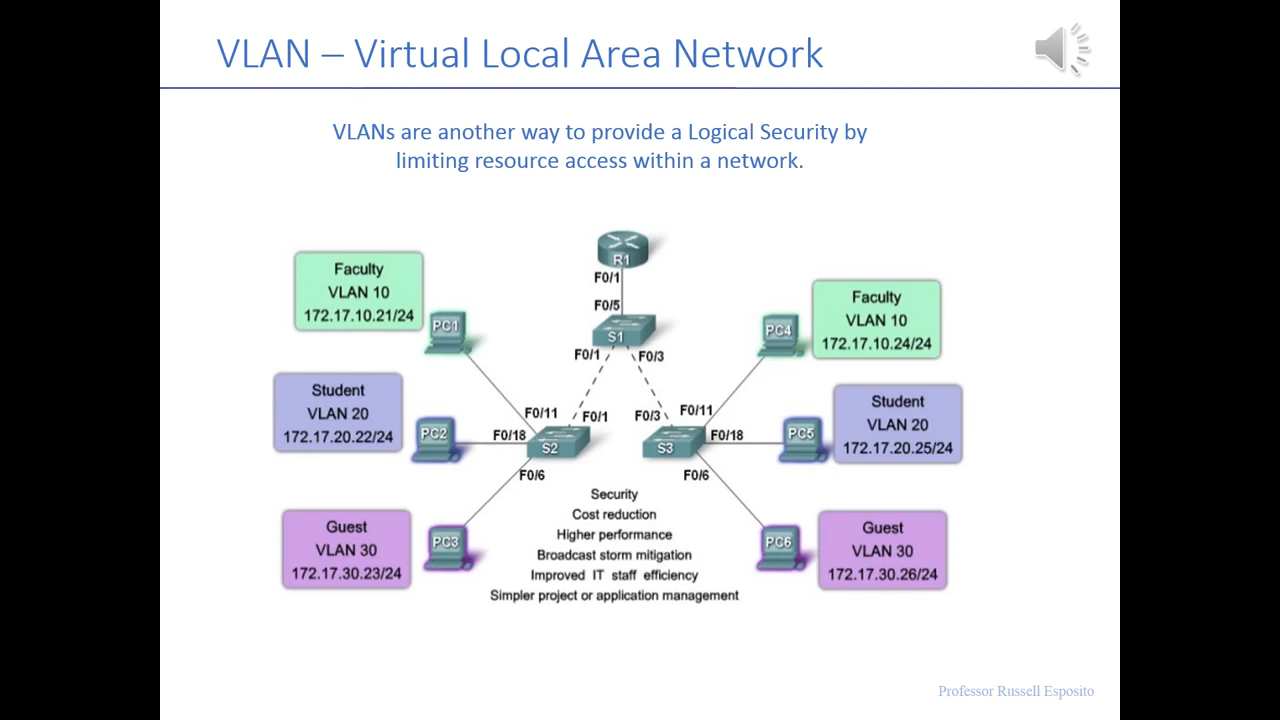 VLAN – Virtual Local Area Network
VLANs are another way to provide a Logical Security by
limiting resource access within a network.
R1
F0/1
F0/5
S1
F0/1
F0/3
Faculty
VLAN 10
172.17.10.21/24
PC1
Student
VLAN 20
172.17.20.22/24
PC2
Guest
VLAN 30
172.17.30.23/24
PC3
F0/11
F0/1
F0/18
S2
F0/6
F0/3
F0/11
S3
F0/18
F0/6
PC4
Faculty
VLAN 10
172.17.10.24/24
PC5
Student
VLAN 20
172.17.20.25/24
PC6
Guest
VLAN 30
172.17.30.26/24
Security
Cost reduction
Higher performance
Broadcast storm mitigation
Improved IT staff efficiency
Simpler project or application management
Professor Russell Esposito